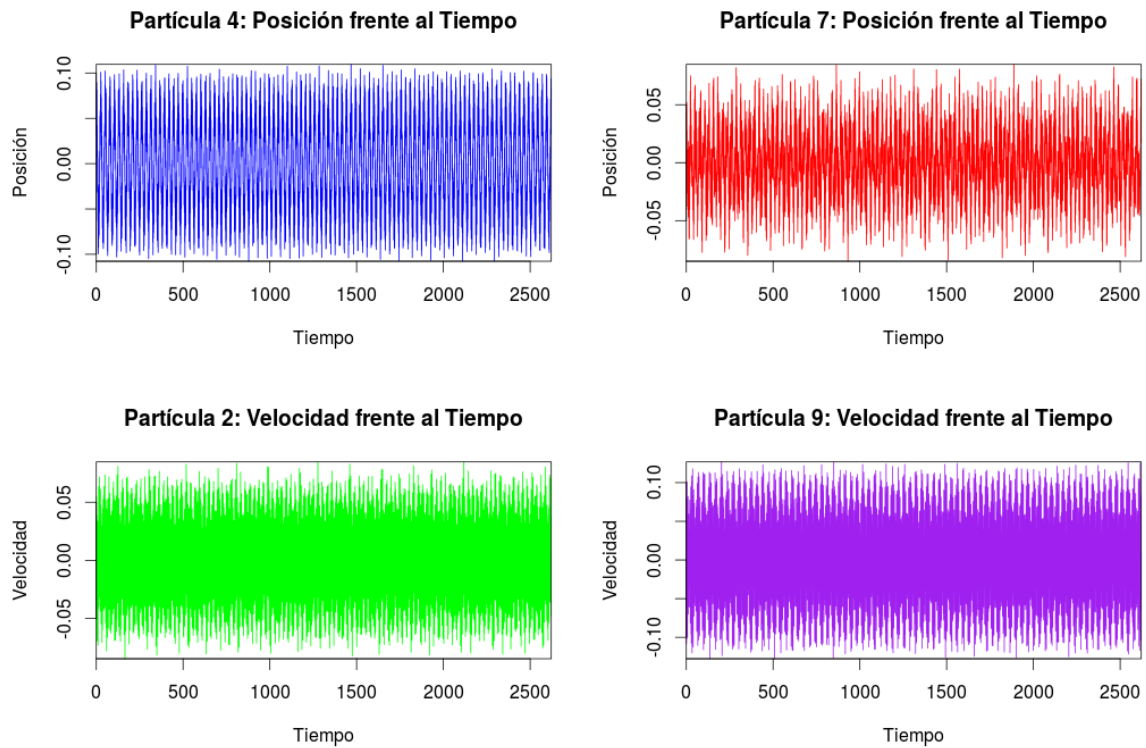 Partícula 4: Posición frente al Tiempo
Posición
0.10
0.00
-0.10
0 500 1000 1500 2000 2500
Tiempo
Partícula 7: Posición frente al Tiempo
Posición
0.05
0.00
-0.05
0 500 1000 1500 2000 2500
Tiempo
Partícula 2: Velocidad frente al Tiempo
Velocidad
0.05
0.00
-0.05
0 500 1000 1500 2000 2500
Tiempo
Partícula 9: Velocidad frente al Tiempo
Velocidad
0.10
0.00
-0.10
0 500 1000 1500 2000 2500
Tiempo